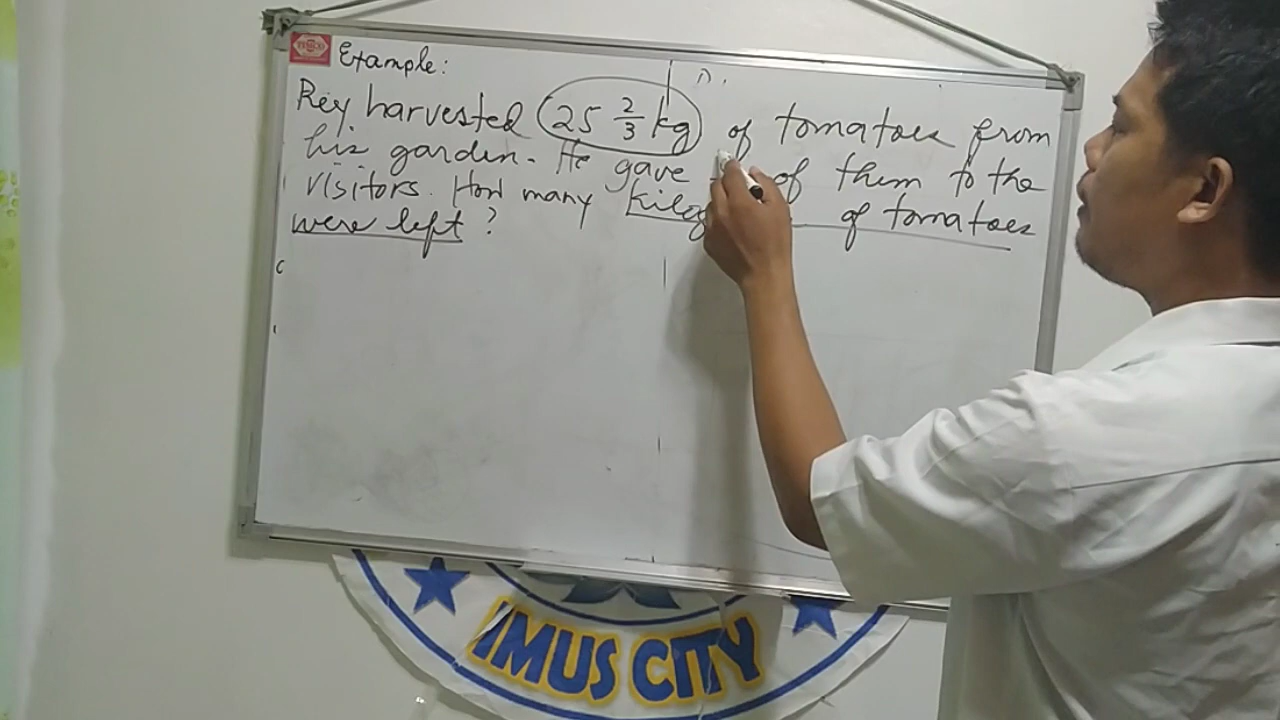 Example:
Rey harvested 25 2/3 kg of tomatoes from
his garden. He gave of them to the
visitors. How many of tomatoes
were left?
IMUS CITY